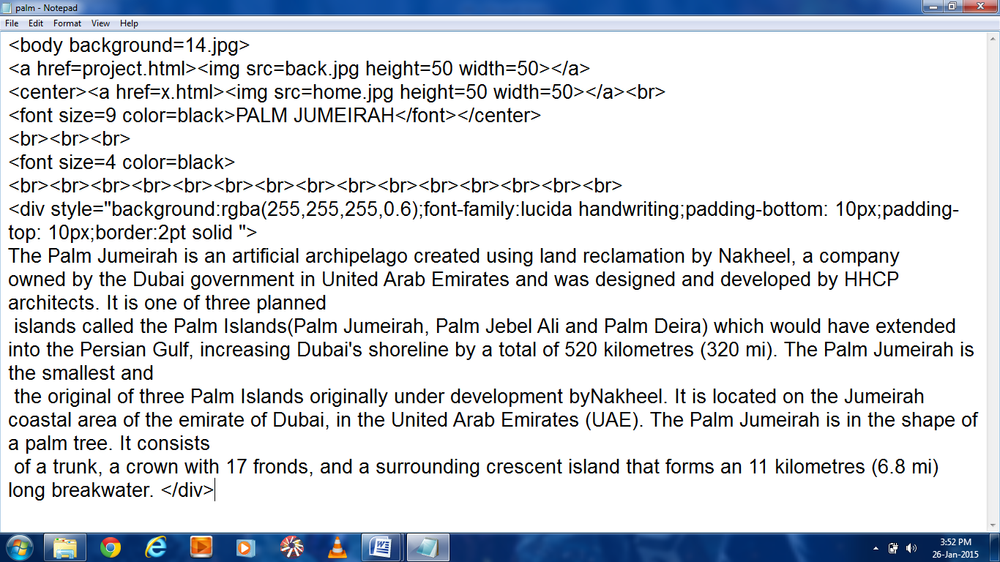 palm - Notepad
File Edit Format View Help
<body background=14.jpg>
<a href=project.html><img src=back.jpg height=50 width=50></a>
<center><a href=x.html><img src=home.jpg height=50 width=50></a><br>
<font size=9 color=black>PALM JUMEIRAH</font></center>
<br><br><br>
<font size=4 color=black>
<br><br><br><br><br><br><br><br><br><br><br><br><br><br><br>
<div style="background:rgba(255,255,255,0.6);font-family:lucida handwriting;padding-bottom: 10px;padding-
top: 10px;border:2pt solid ">
The Palm Jumeirah is an artificial archipelago created using land reclamation by Nakheel, a company
owned by the Dubai government in United Arab Emirates and was designed and developed by HHCP
architects. It is one of three planned
islands called the Palm Islands(Palm Jumeirah, Palm Jebel Ali and Palm Deira) which would have extended
into the Persian Gulf, increasing Dubai's shoreline by a total of 520 kilometres (320 mi). The Palm Jumeirah is
the smallest and
the original of three Palm Islands originally under development byNakheel. It is located on the Jumeirah
coastal area of the emirate of Dubai, in the United Arab Emirates (UAE). The Palm Jumeirah is in the shape of
a palm tree. It consists
of a trunk, a crown with 17 fronds, and a surrounding crescent island that forms an 11 kilometres (6.8 mi)
long breakwater. </div>
3:52 PM
26-Jan-2015